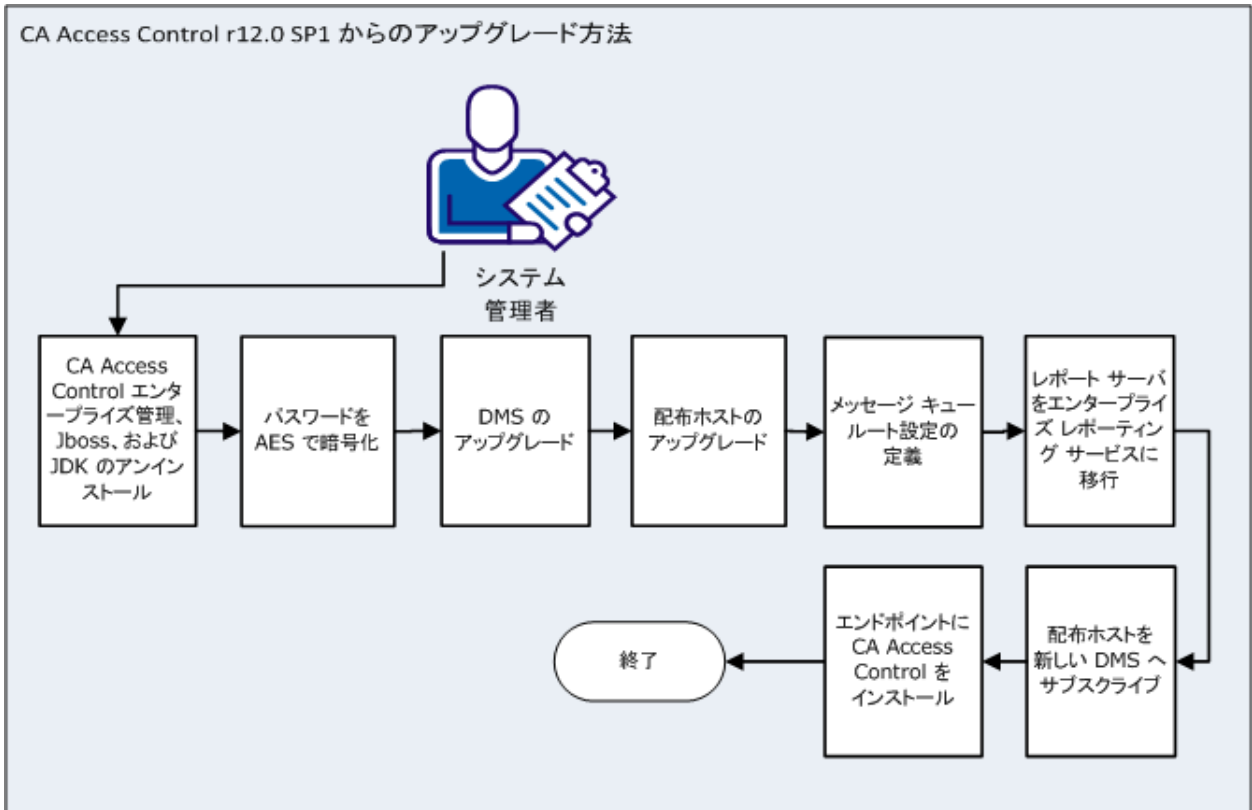 CA Access Control r12.0 SP1 からのアップグレード方法
システム
管理者
CA Access
Control エンタ
ープライズ管理、
Jboss、および
JDK のアンイン
ストール
パスワードを
AES で暗号化
DMS の
アップグレード
配布ホストの
アップグレード
メッセージ キュー
ルート設定の
定義
レポート サーバ
をエンタープライ
ズ レポーティン
グ サービスに
移行
配布ホストを
新しい DMS へ
サブスクライブ
エンドポイントに
CA Access
Control を
インストール
終了